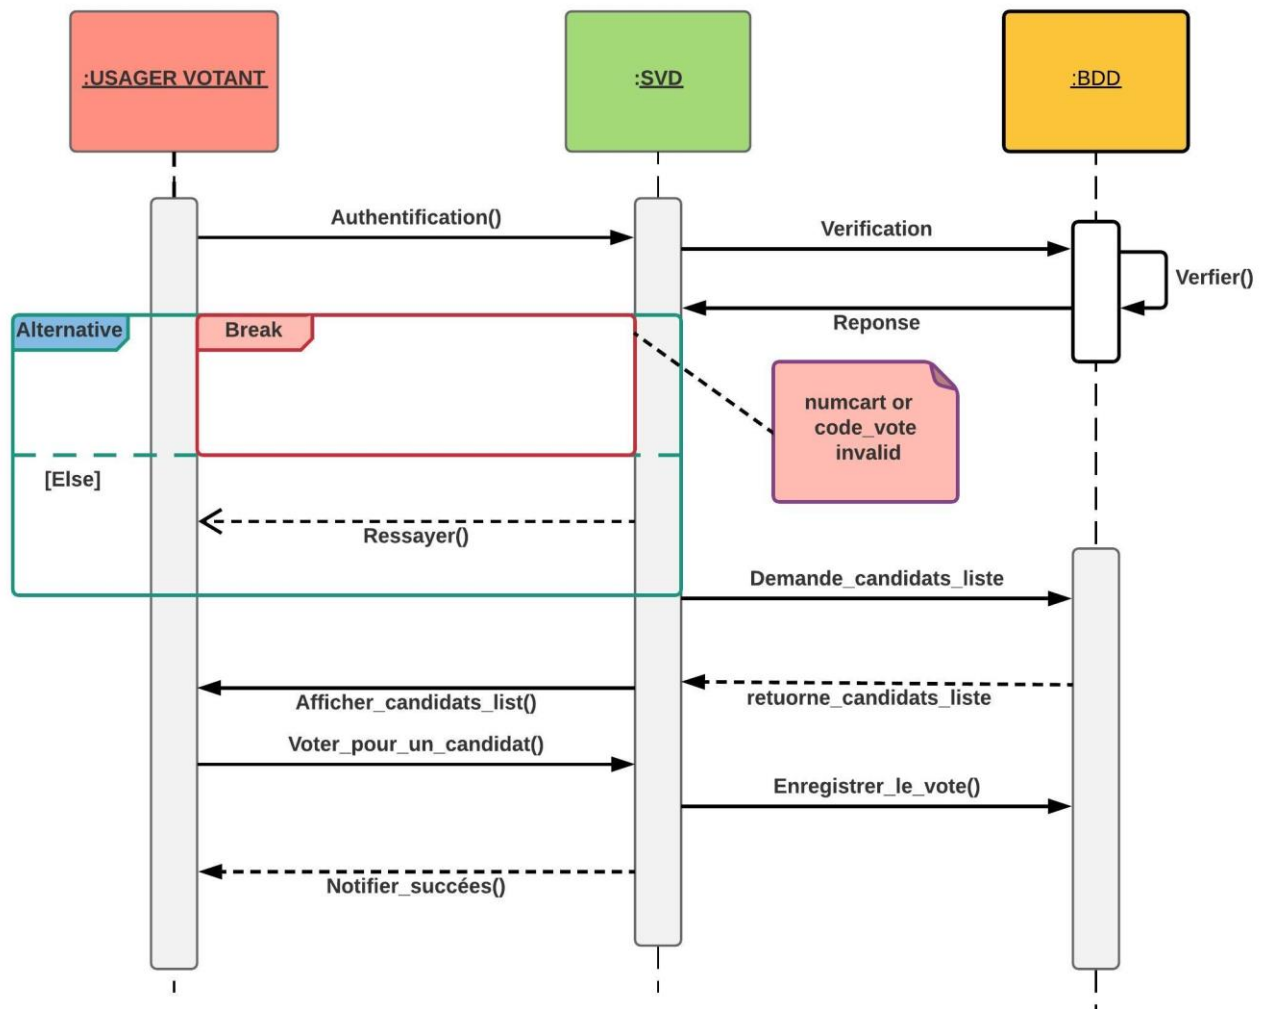 :USAGER VOTANT
:SVD
:BDD
Authentification()
Verification
Verfier()
Reponse
Alternative
Break
numcart or
code_vote
invalid
[Else]
Ressayer()
Demande_candidats_liste
retuorne_candidats_liste
Afficher_candidats_list()
Voter_pour_un_candidat()
Enregistrer_le_vote()
Notifier_succées()